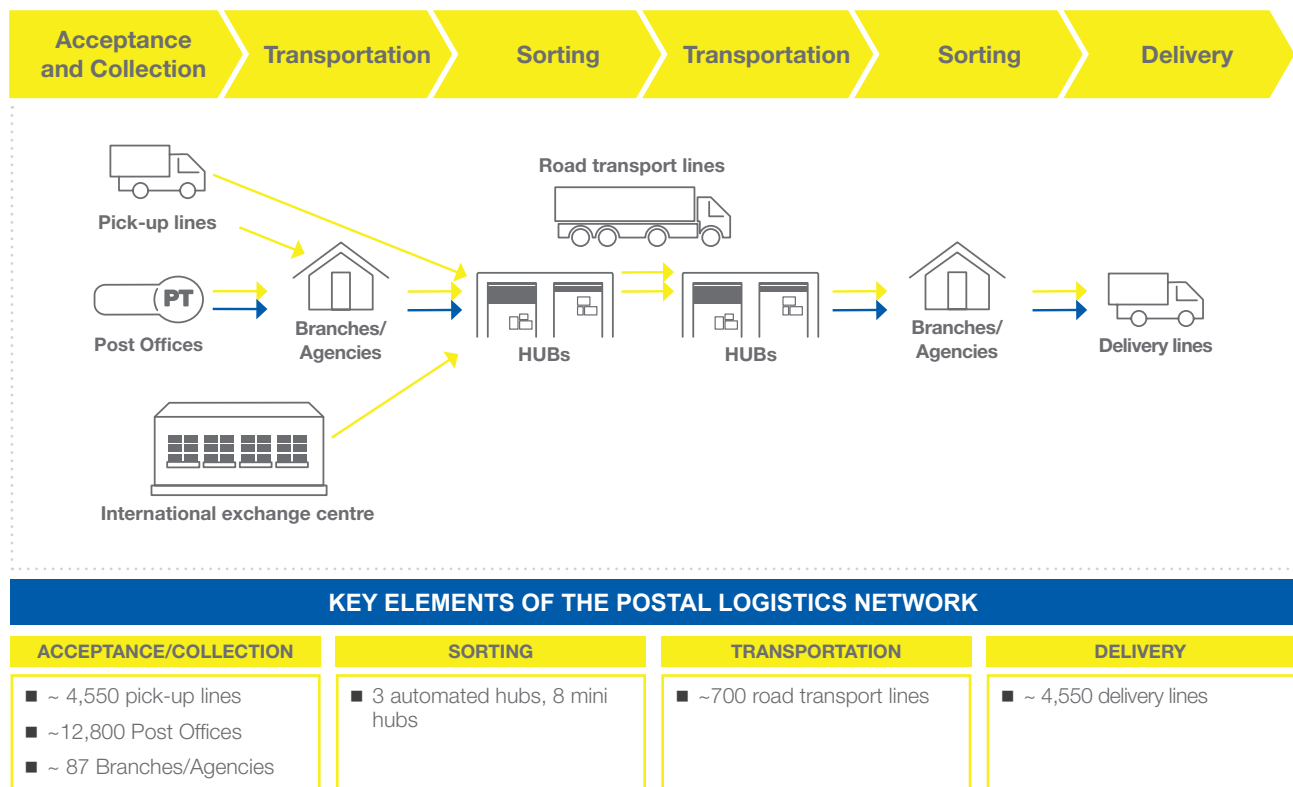 Acceptance
and Collection
Transportation
Sorting
Transportation
Sorting
Delivery
Road transport lines
Pick-up lines
PT
Post Offices
Branches/
Agencies
HUBs
HUBs
Branches/
Agencies
Delivery lines
International exchange centre
KEY ELEMENTS OF THE POSTAL LOGISTICS NETWORK
ACCEPTANCE/COLLECTION
■ ~ 4,550 pick-up lines
■ ~12,800 Post Offices
■ ~ 87 Branches/Agencies
SORTING
■ 3 automated hubs, 8 mini
hubs
TRANSPORTATION
■ ~700 road transport lines
DELIVERY
■ ~ 4,550 delivery lines